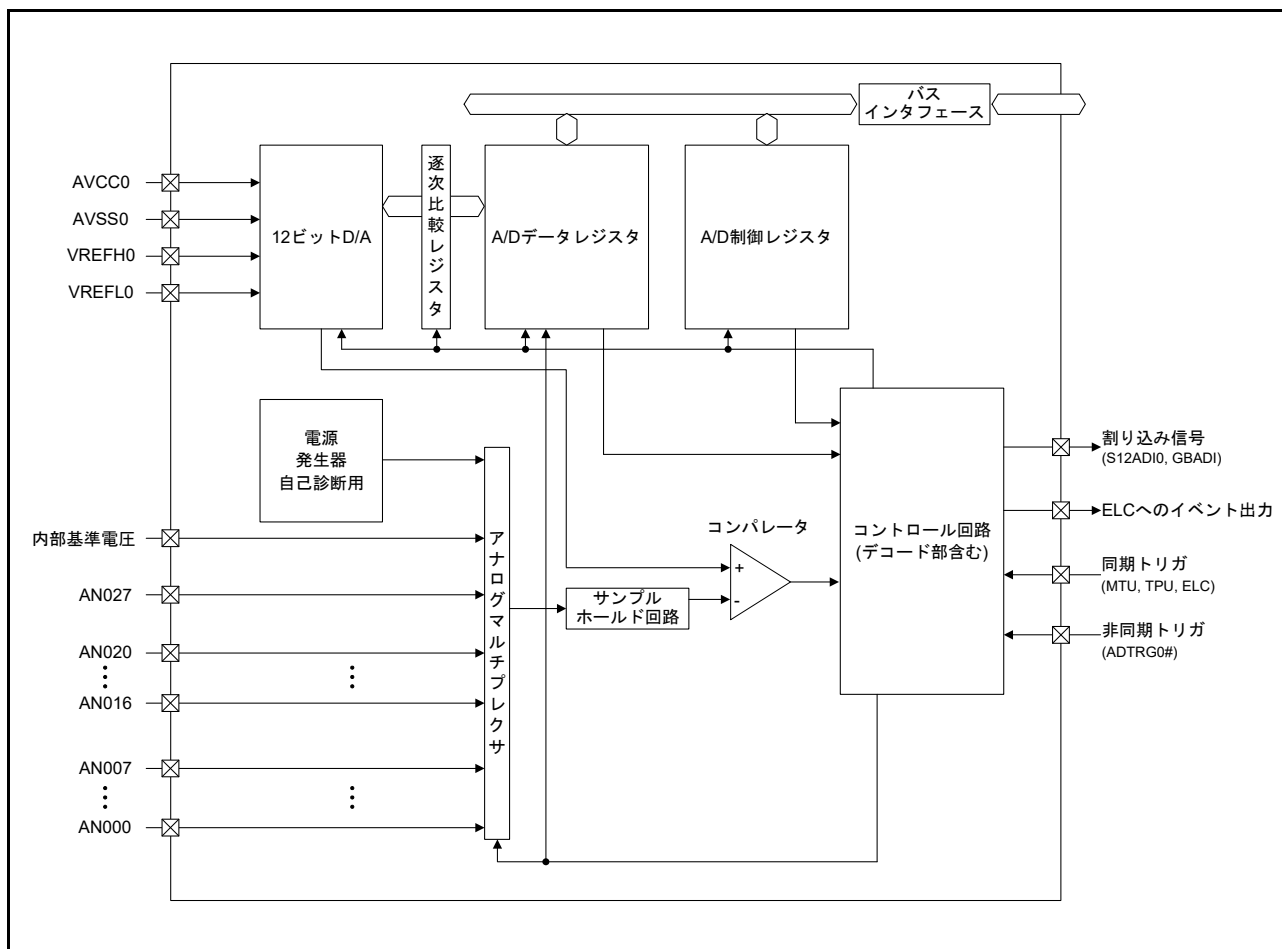 バス
インタフェース
AVCC0
AVSS0
VREFH0
VREFL0
12ビットD/A
逐次比較レジスタ
A/Dデータレジスタ
A/D制御レジスタ
電源
発生器
自己診断用
内部基準電圧
AN027
AN020
AN016
AN007
AN000
アナログマルチプレクサ
サンプル
ホールド回路
コンパレータ
+
-
コントロール回路
(デコード部含む)
割り込み信号
(S12ADI0, GBADI)
ELCへのイベント出力
同期トリガ
(MTU, TPU, ELC)
非同期トリガ
(ADTRG0#)